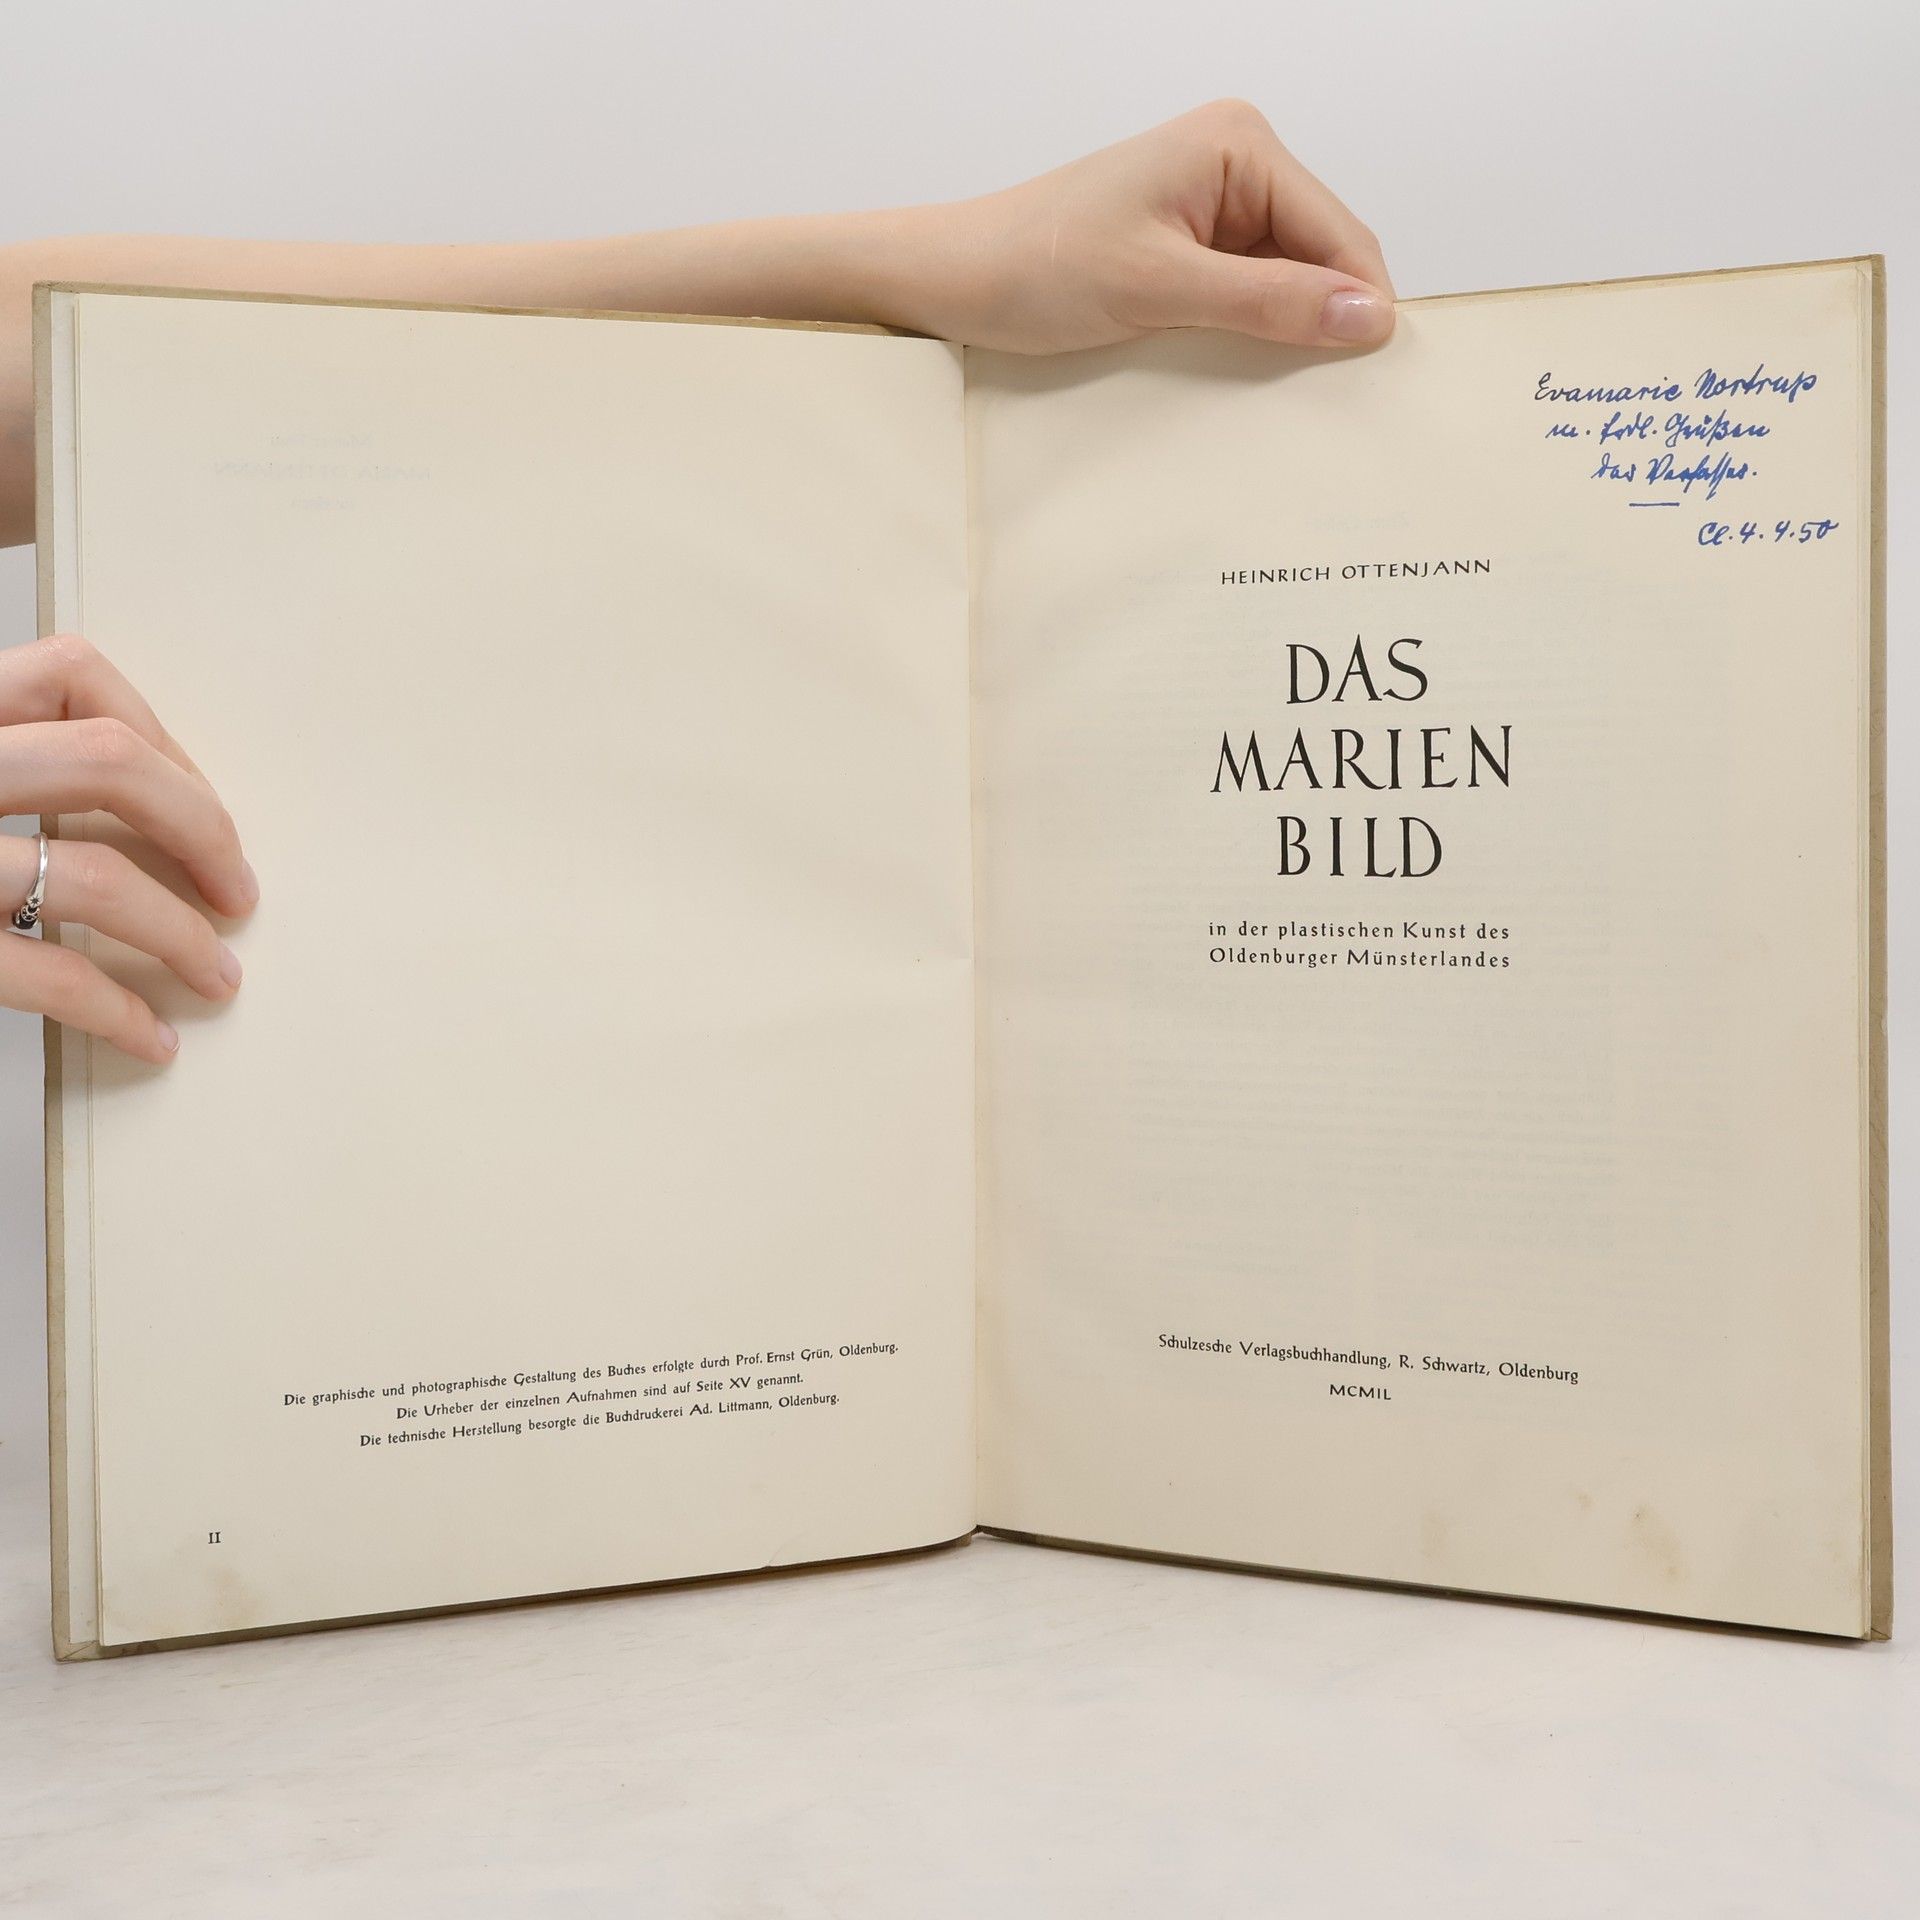 Die graphische und photographische Gestaltung des Buches erfolgte durch Prof. Ernst Grün, Oldenburg.
Die Urheber der einzelnen Aufnahmen sind auf Seite XV genannt.
Die technische Herstellung besorgte die Buchdruckerei Ad. Littmann, Oldenburg.
II
Evamarie Nortrup
m. frdl. Grüßen
der Verfasser.
Cl. 4. 4. 50
HEINRICH OTTENJANN
DAS
MARIEN
BILD
in der plastischen Kunst des
Oldenburger Münsterlandes
Schulzesche Verlagsbuchhandlung, R. Schwartz, Oldenburg
MCMIL